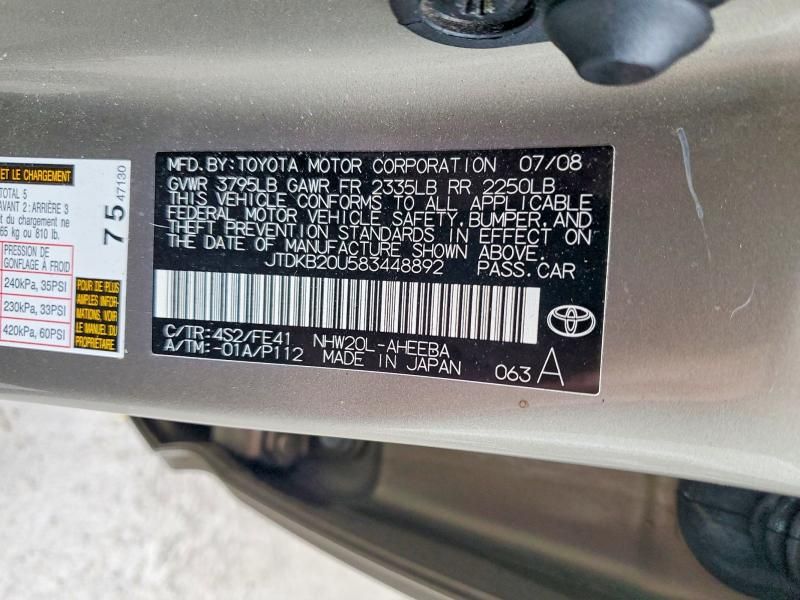 ET LE CHARGEMENT
TOTAL 5
AVANT 2: ARRIÈRE 3
et du chargement ne
65 kg ou 810 lb.
PRESSION DE
GONFLAGE À FROID
240kPa, 35PSI
230kPa, 33PSI
420kPa, 60PSI
POUR DE PLUS
AMPLES INFOR-
MATIONS, VOIR
LE MANUEL DU
PROPRIÉTAIRE.
7 5
47130
MFD. BY: TOYOTA MOTOR CORPORATION 07/08
GVWR 3795LB GAWR FR 2335LB RR 2250LB
THIS VEHICLE CONFORMS TO ALL APPLICABLE
FEDERAL MOTOR VEHICLE SAFETY, BUMPER, AND
THEFT PREVENTION STANDARDS IN EFFECT ON
THE DATE OF MANUFACTURE SHOWN ABOVE.
JTDKB20U583448892 PASS. CAR
C/TR: 4S2/FE41 NHW20L-AHEEBA
A/TM: -01A/P112 MADE IN JAPAN 063 A